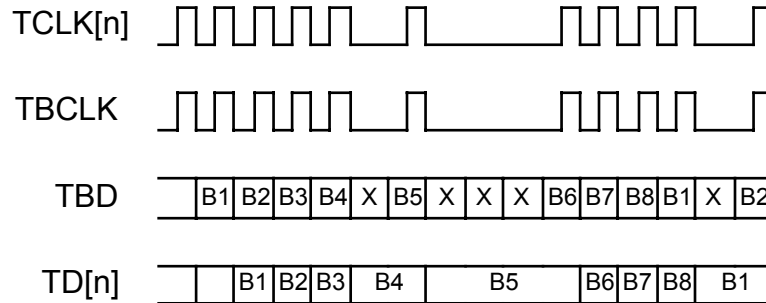 TCLK[n]
TBCLK
TBD B1 B2 B3 B4 X B5 X X X B6 B7 B8 B1 X B2
TD[n] B1 B2 B3 B4 B5 B6 B7 B8 B1